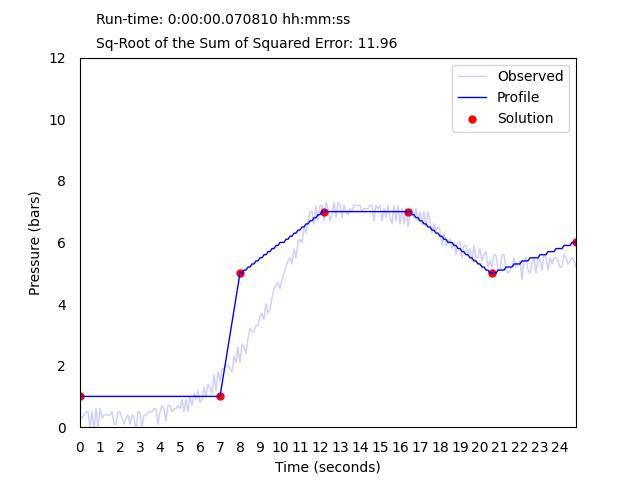 Run-time: 0:00:00.070810 hh:mm:ss
Sq-Root of the Sum of Squared Error: 11.96
12
10
8
6
4
2
0
Pressure (bars)
Observed
Profile
Solution
0 1 2 3 4 5 6 7 8 9 10 11 12 13 14 15 16 17 18 19 20 21 22 23 24
Time (seconds)